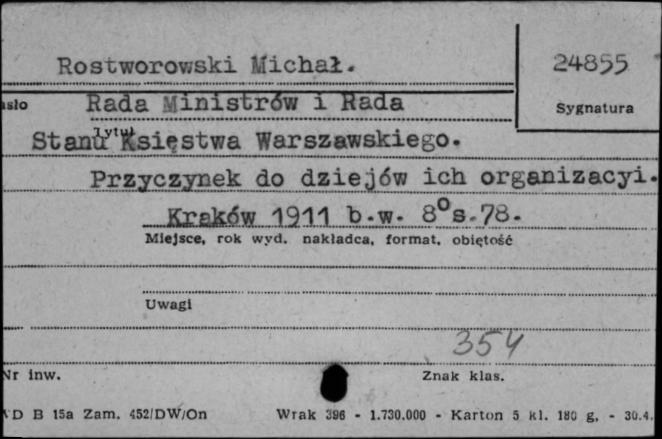 Rostworowski Michał.
24855
asło
Rada Ministrów i Rada
Sygnatura
Tytuł
Stanu Księstwa Warszawskiego.
Przyczynek do dziejów ich organizacyi.
Kraków 1911 b.w. 8° s.78.
Miejsce, rok wyd. nakładca, format, objętość
Uwagi
354
Nr inw.
Znak klas.
D B 15a Zam. 452/DW/On Wrak 396 - 1.730.000 - Karton 5 kl. 180 g. - 30.4.